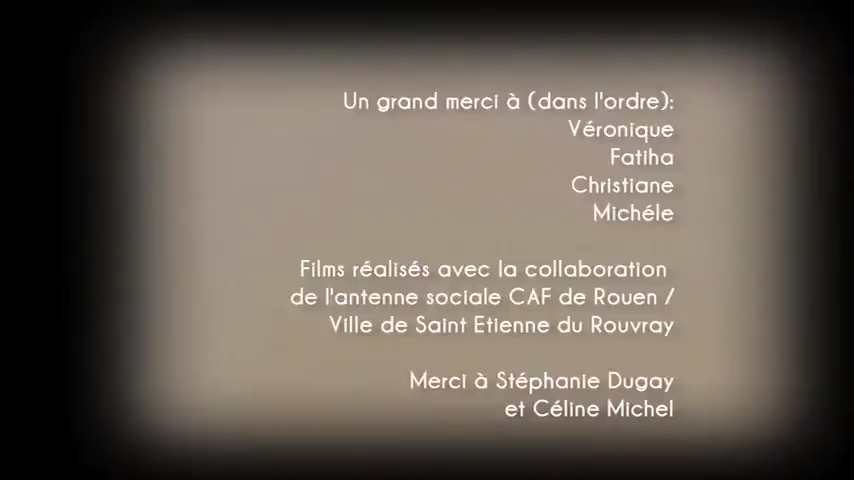 Un grand merci à (dans l'ordre):
Véronique
Fatiha
Christiane
Michéle
Films réalisés avec la collaboration
de l'antenne sociale CAF de Rouen /
Ville de Saint Etienne du Rouvray
Merci à Stéphanie Dugay
et Céline Michel